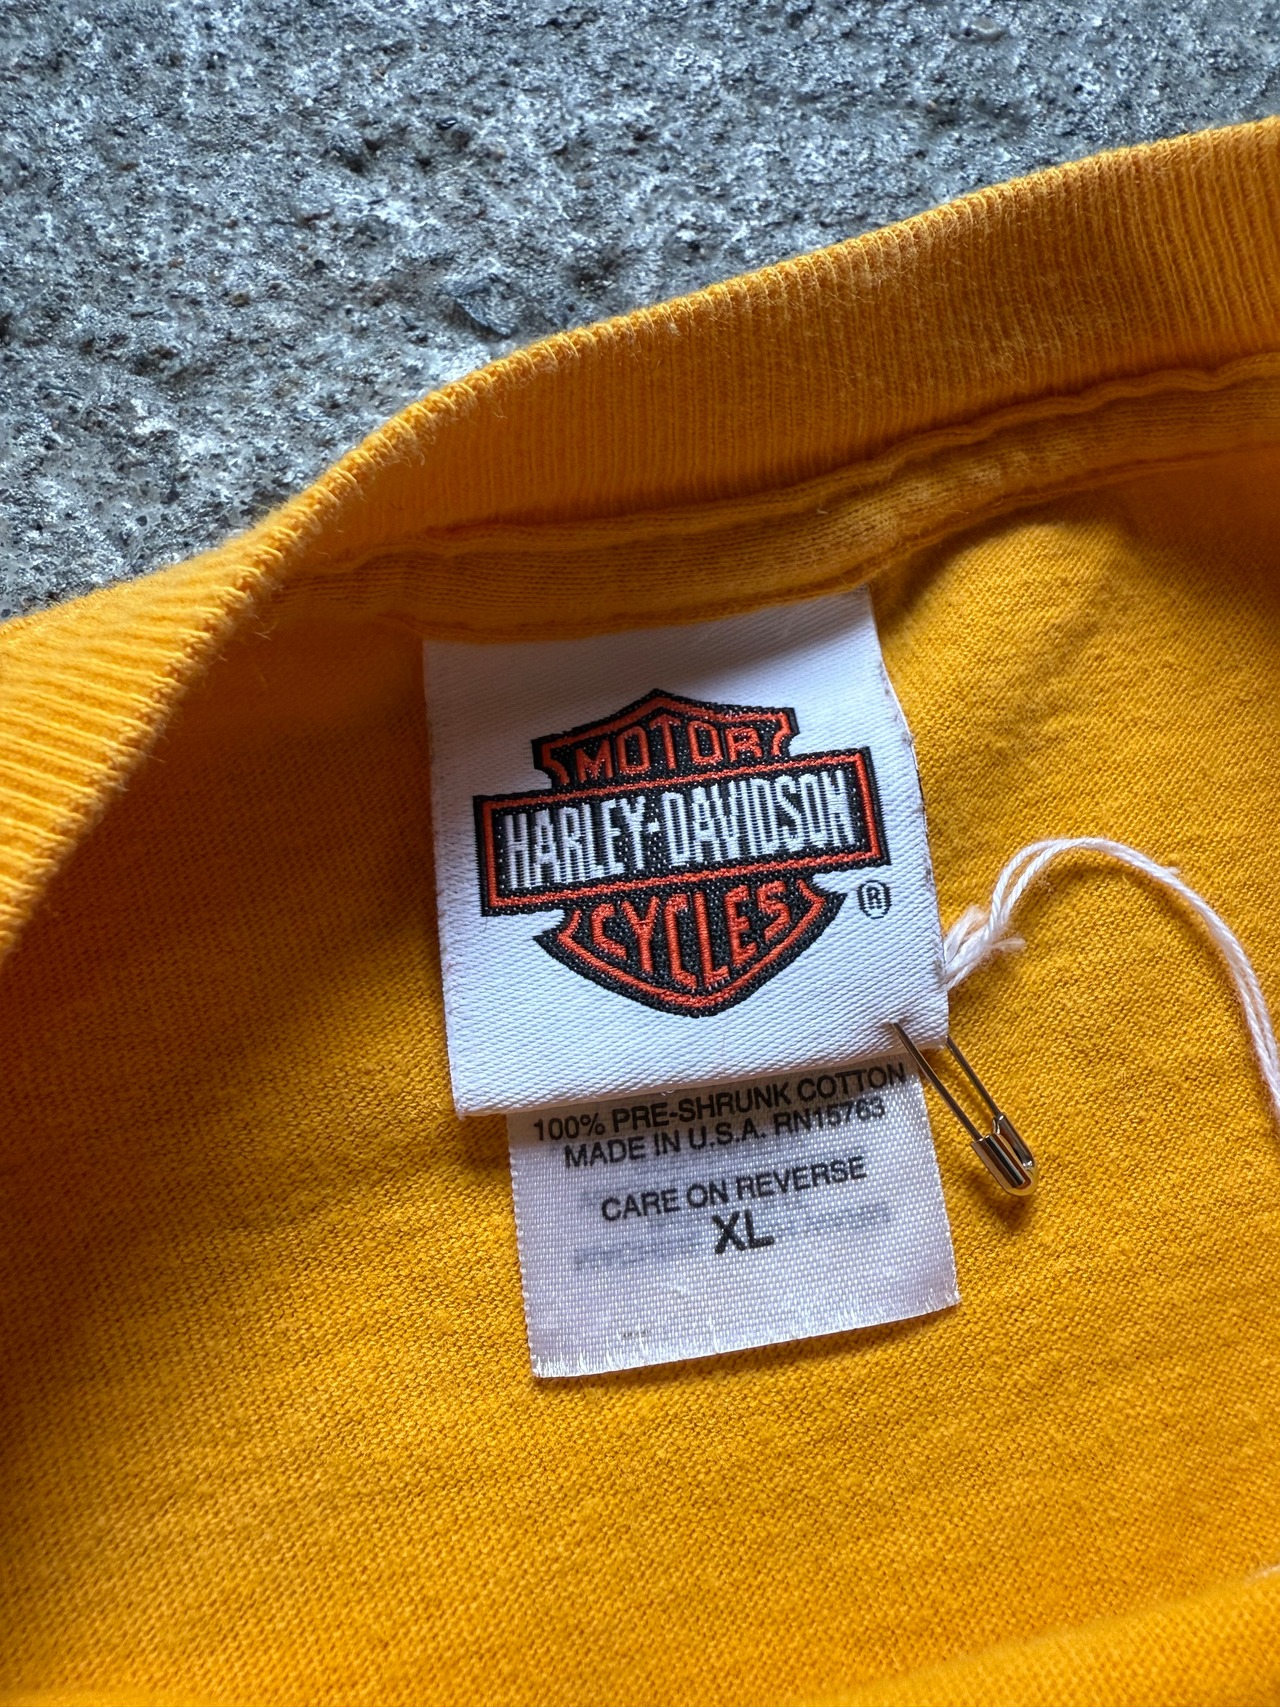 MOTOR
HARLEY-DAVIDSON
CYCLES
®
100% PRE-SHRUNK COTTON
MADE IN U.S.A. RN15763
CARE ON REVERSE
XL